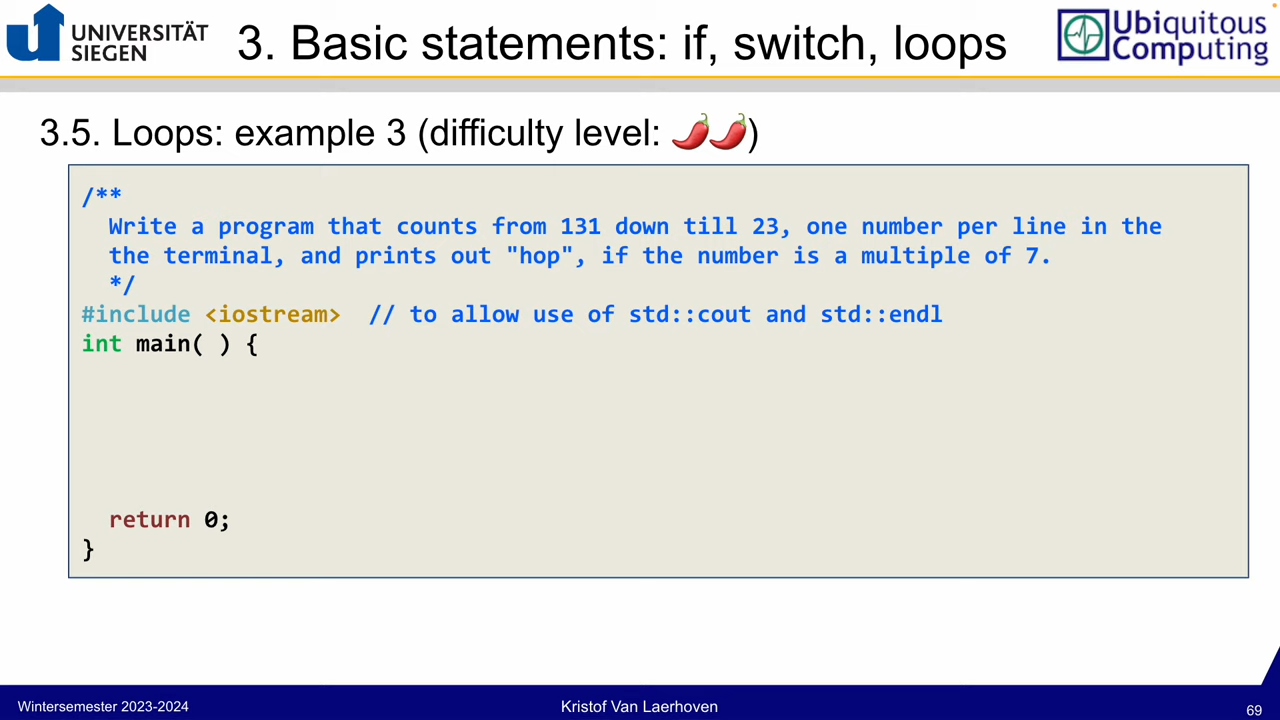 UNIVERSITÄT
SIEGEN
3. Basic statements: if, switch, loops
Ubiquitous
Computing
3.5. Loops: example 3 (difficulty level: 🌶️🌶️)
/**
Write a program that counts from 131 down till 23, one number per line in the
the terminal, and prints out "hop", if the number is a multiple of 7.
*/
#include <iostream> // to allow use of std::cout and std::endl
int main( ) {
return 0;
}
Wintersemester 2023-2024
Kristof Van Laerhoven
69